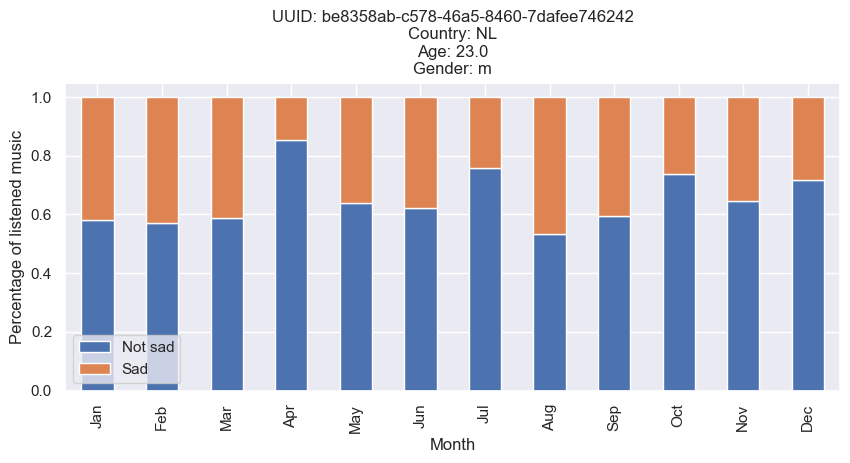 UUID: be8358ab-c578-46a5-8460-7dafee746242
Country: NL
Age: 23.0
Gender: m
Percentage of listened music
1.0
0.8
0.6
0.4
0.2
0.0
Not sad
Sad
Jan
Feb
Mar
Apr
May
Jun
Jul
Aug
Sep
Oct
Nov
Dec
Month